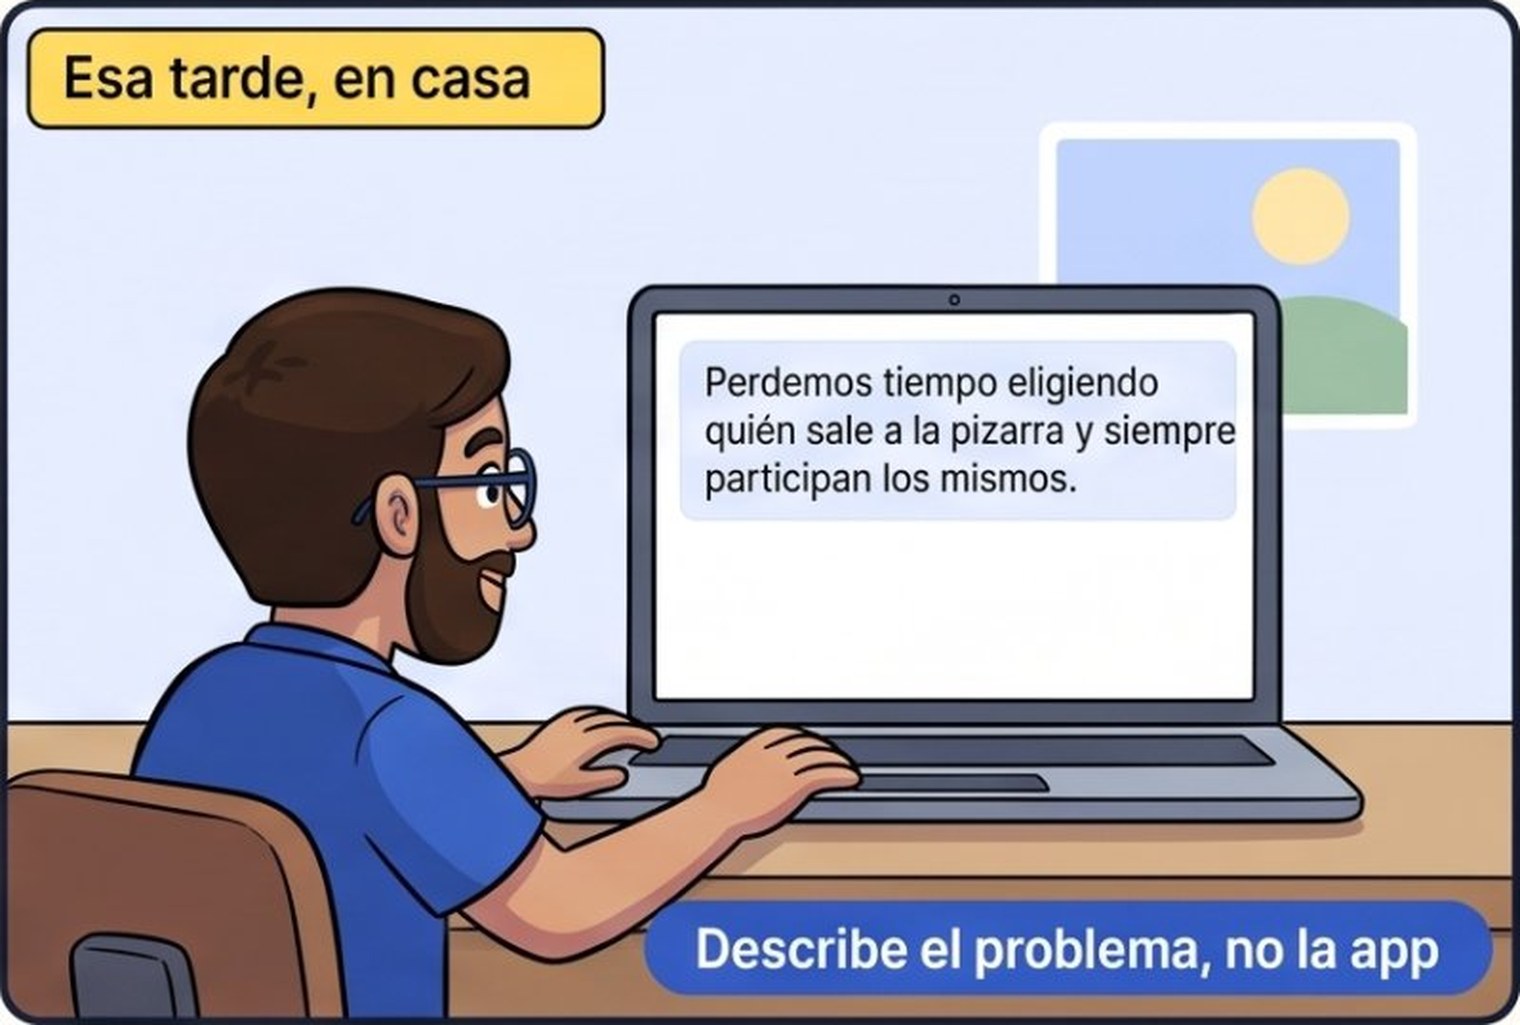 Esa tarde, en casa
Perdemos tiempo eligiendo
quién sale a la pizarra y siempre
participan los mismos.
Describe el problema, no la app